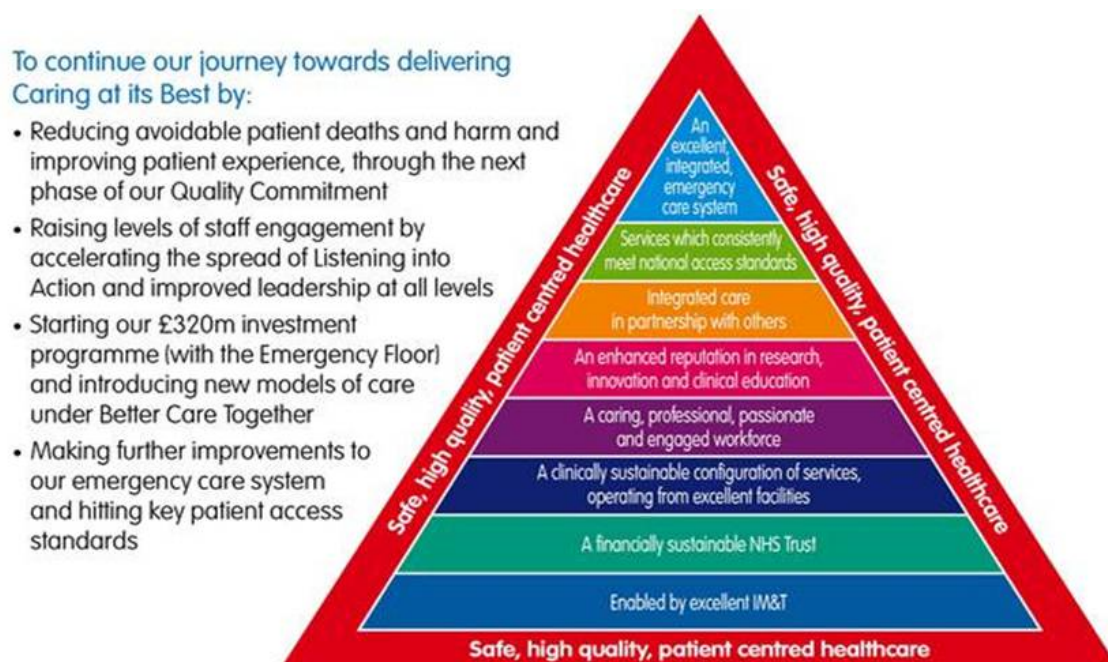 To continue our journey towards delivering
Caring at its Best by:
• Reducing avoidable patient deaths and harm and
improving patient experience, through the next
phase of our Quality Commitment
• Raising levels of staff engagement by
accelerating the spread of Listening into
Action and improved leadership at all levels
• Starting our £320m investment
programme (with the Emergency Floor)
and introducing new models of care
under Better Care Together
• Making further improvements to
our emergency care system
and hitting key patient access
standards
Safe, high quality, patient centred healthcare
Safe, high quality, patient centred healthcare
An
excellent,
integrated,
emergency
care system
Services which consistently
meet national access standards
Integrated care
in partnership with others
An enhanced reputation in research,
innovation and clinical education
A caring, professional, passionate
and engaged workforce
A clinically sustainable configuration of services,
operating from excellent facilities
A financially sustainable NHS Trust
Enabled by excellent IM&T
Safe, high quality, patient centred healthcare